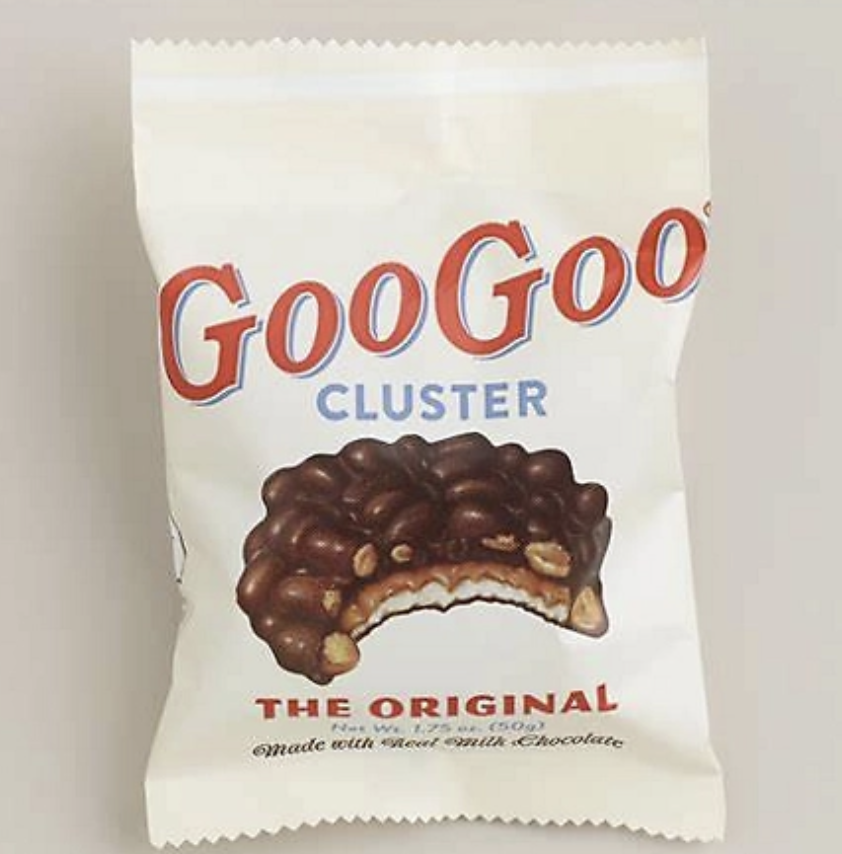 GooGoo®
CLUSTER
THE ORIGINAL
Net Wt. 1.75 oz. (50g)
Made with Real Milk Chocolate